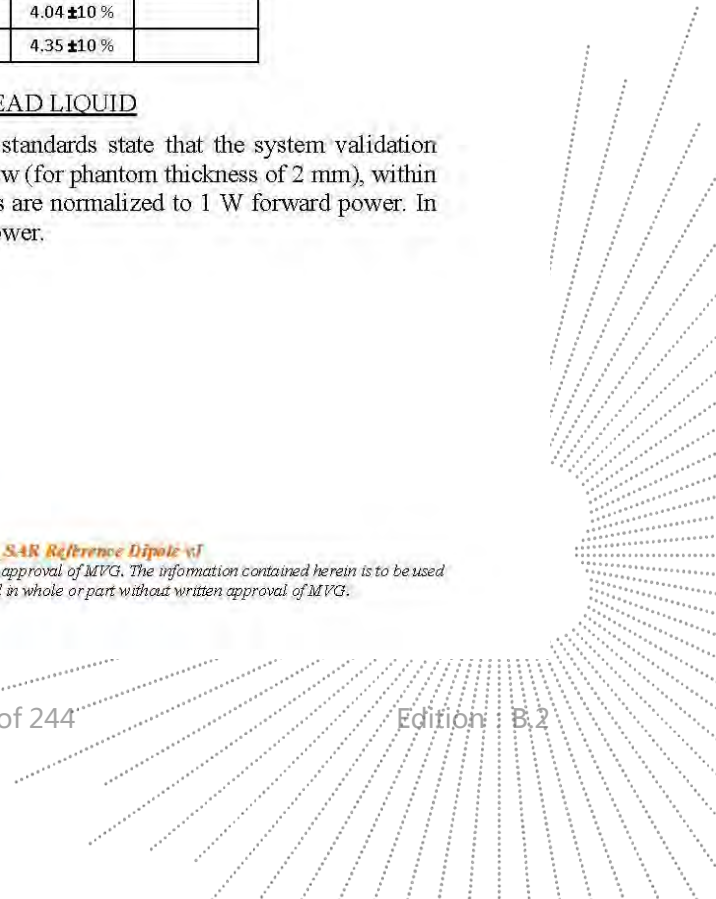 4.04 ±10 %
4.35 ±10 %
EAD LIQUID
standards state that the system validation
w (for phantom thickness of 2 mm), within
s are normalized to 1 W forward power. In
ower.
SAR Reference Dipole vJ
approval of MVG. The information contained herein is to be used
in whole or part without written approval of MVG.
of 244
Edition : B.2